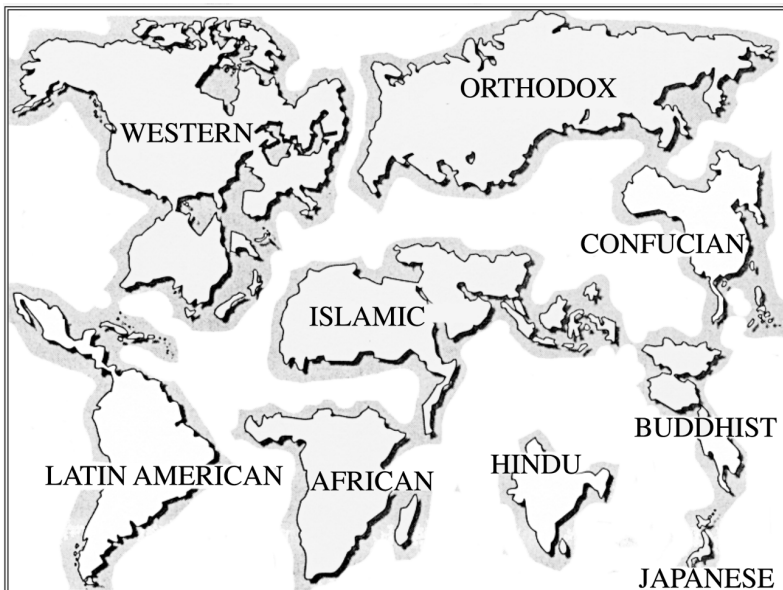 ORTHODOX
WESTERN
CONFUCIAN
ISLAMIC
BUDDHIST
HINDU
LATIN AMERICAN
AFRICAN
JAPANESE